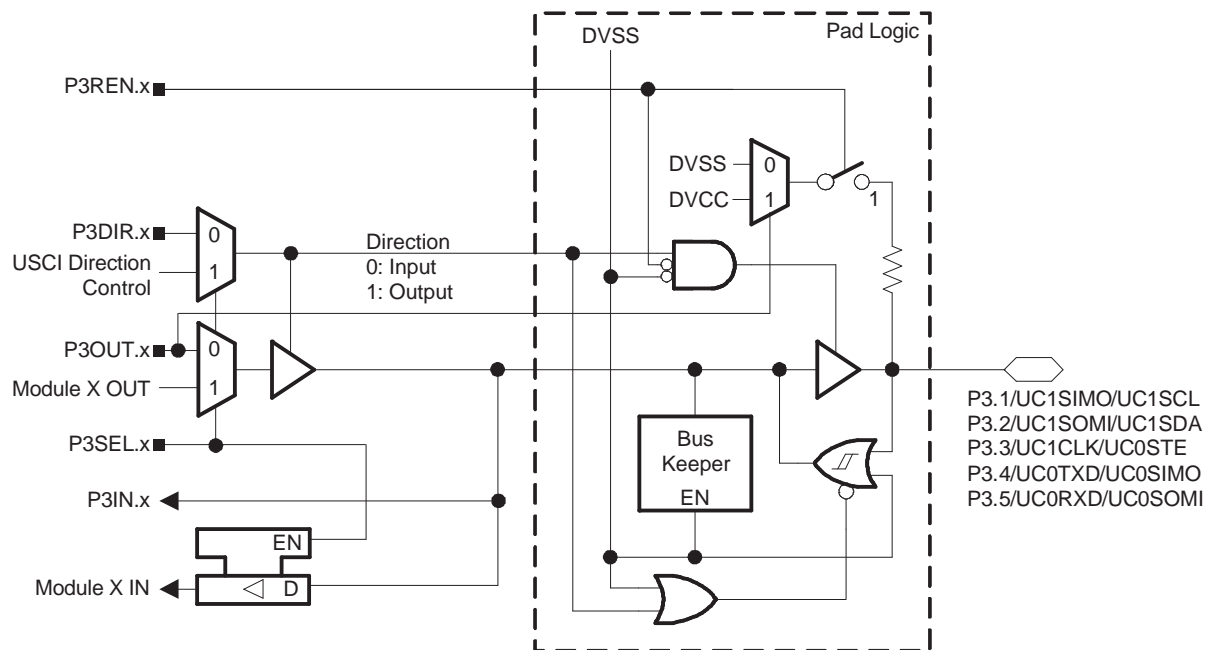 DVSS
Pad Logic
P3REN.x
DVSS
0
DVCC
1
1
P3DIR.x
0
USCI Direction
Control
1
Direction
0: Input
1: Output
P3OUT.x
0
Module X OUT
1
P3SEL.x
Bus
Keeper
EN
P3.1/UC1SIMO/UC1SCL
P3.2/UC1SOMI/UC1SDA
P3.3/UC1CLK/UC0STE
P3.4/UC0TXD/UC0SIMO
P3.5/UC0RXD/UC0SOMI
P3IN.x
EN
Module X IN
D